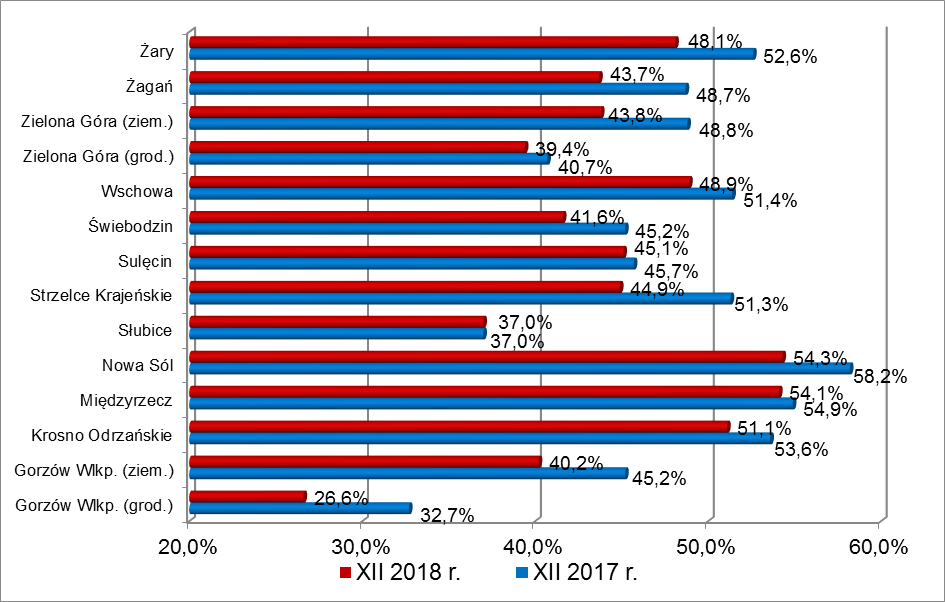 Żary 48,1%
52,6%
Żagań 43,7%
48,7%
Zielona Góra (ziem.) 43,8%
48,8%
Zielona Góra (grod.) 39,4%
40,7%
Wschowa 48,9%
51,4%
Świebodzin 41,6%
45,2%
Sulęcin 45,1%
45,7%
Strzelce Krajeńskie 44,9%
51,3%
Słubice 37,0%
37,0%
Nowa Sól 54,3%
58,2%
Międzyrzecz 54,1%
54,9%
Krosno Odrzańskie 51,1%
53,6%
Gorzów Wlkp. (ziem.) 40,2%
45,2%
Gorzów Wlkp. (grod.) 26,6%
32,7%
20,0% 30,0% 40,0% 50,0% 60,0%
XII 2018 r. XII 2017 r.